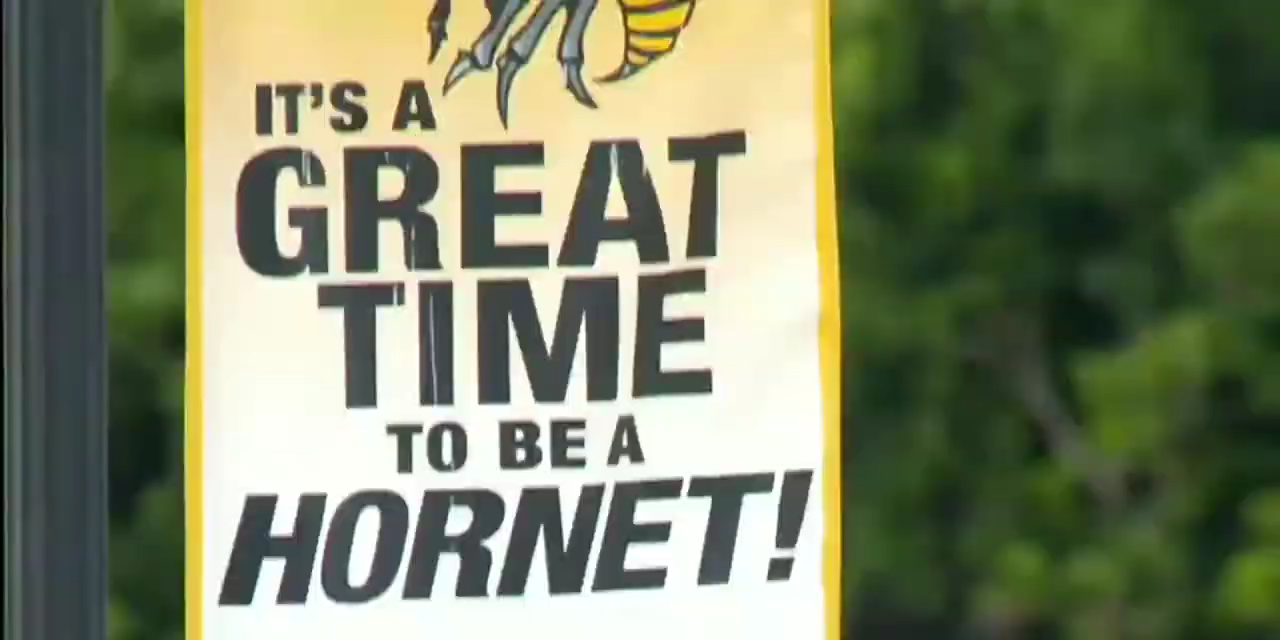 IT'S A
GREAT
TIME
TO BE A
HORNET!